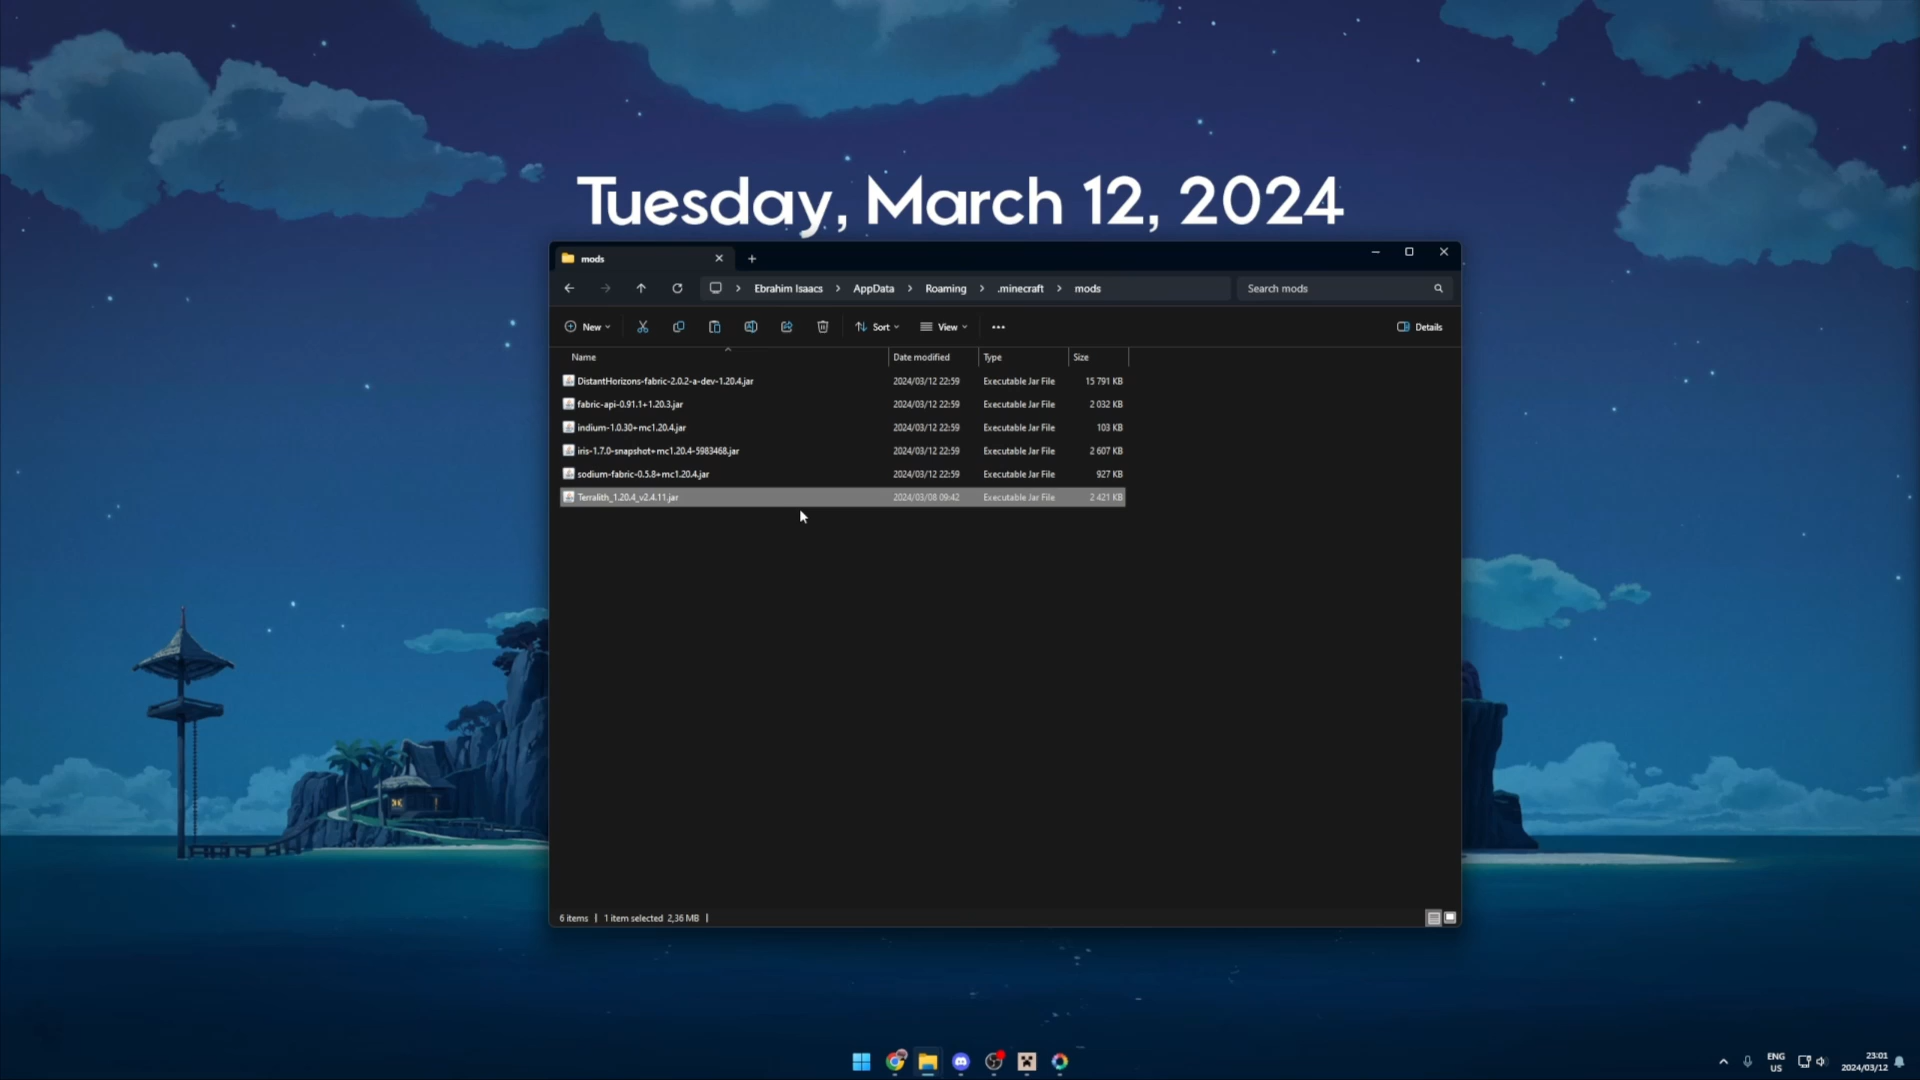 Tuesday, March 12, 2024
mods
Ebrahim Isaacs > AppData > Roaming > .minecraft > mods
Search mods
New
Sort
View
Details
Name Date modified Type Size
DistantHorizons-fabric-2.0.2-a-dev-1.20.4.jar 2024/03/12 22:59 Executable Jar File 15 791 KB
fabric-api-0.91.1+1.20.3.jar 2024/03/12 22:59 Executable Jar File 2 032 KB
indium-1.0.30+mc1.20.4.jar 2024/03/12 22:59 Executable Jar File 103 KB
iris-1.7.0-snapshot+mc1.20.4-5983468.jar 2024/03/12 22:59 Executable Jar File 2 607 KB
sodium-fabric-0.5.8+mc1.20.4.jar 2024/03/12 22:59 Executable Jar File 927 KB
Terralith_1.20.4_v2.4.11.jar 2024/03/08 09:42 Executable Jar File 2 421 KB
6 items | 1 item selected 2,36 MB |
ENG
US
23:01
2024/03/12